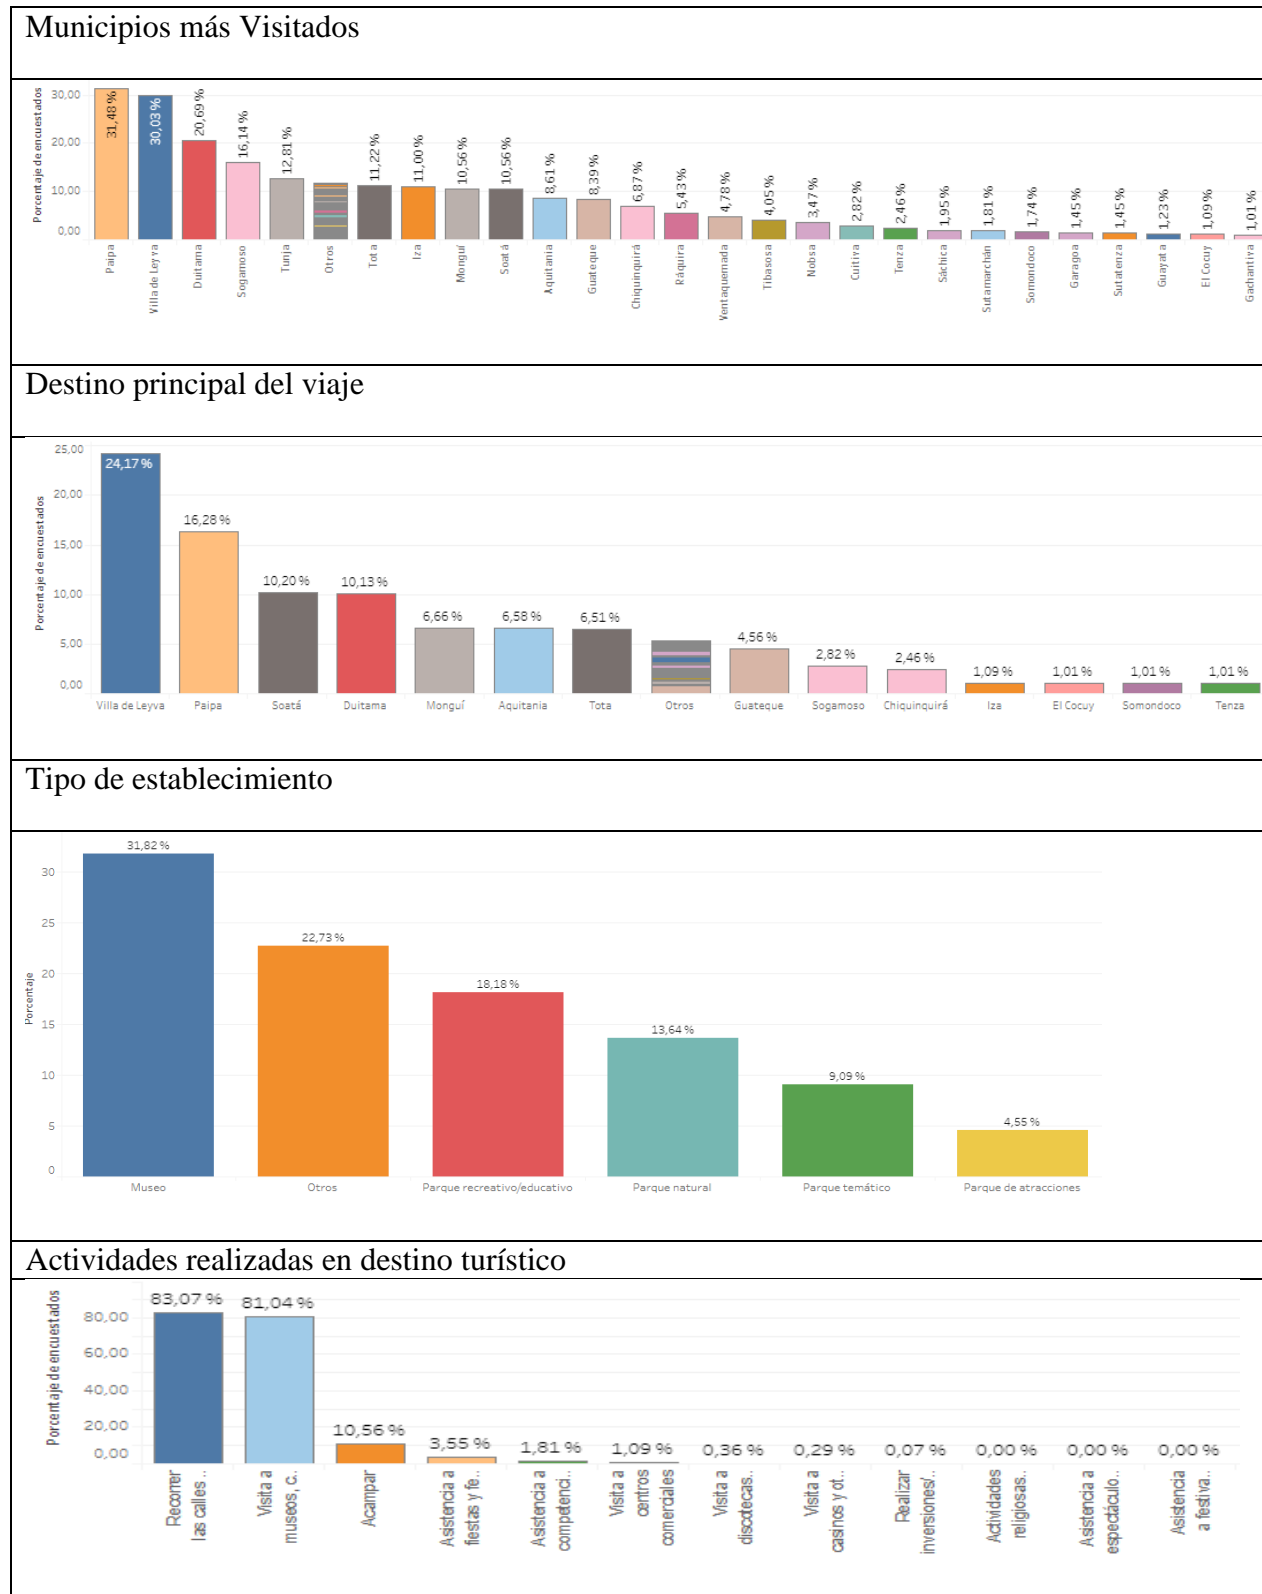 Municipios más Visitados
Porcentaje de encuestados
30,00
20,00
10,00
0,00
31,48 % 30,03 % 20,69 % 16,14 % 12,81 % 11,22 % 11,00 % 10,56 % 10,56 % 8,61 % 8,39 % 6,87 % 5,43 % 4,78 % 4,05 % 3,47 % 2,82 % 2,46 % 1,95 % 1,81 % 1,74 % 1,45 % 1,45 % 1,23 % 1,09 % 1,01 %
Paipa Villa de Leyva Duitama Sogamoso Tunja Otros Tota Iza Monguí Soatá Aquitania Guateque Chiquinquirá Ráquira Ventaquemada Tibasosa Nobsa Cuitiva Tenza Sáchica Sutamarchán Somondoco Garagoa Sutatenza Guayata El Cocuy Gachantiva
Destino principal del viaje
Porcentaje de encuestados
25,00
20,00
15,00
10,00
5,00
0,00
24,17 % 16,28 % 10,20 % 10,13 % 6,66 % 6,58 % 6,51 % 4,56 % 2,82 % 2,46 % 1,09 % 1,01 % 1,01 % 1,01 %
Villa de Leyva Paipa Soatá Duitama Monguí Aquitania Tota Otros Guateque Sogamoso Chiquinquirá Iza El Cocuy Somondoco Tenza
Tipo de establecimiento
Porcentaje
30
25
20
15
10
5
0
31,82 % 22,73 % 18,18 % 13,64 % 9,09 % 4,55 %
Museo Otros Parque recreativo/educativo Parque natural Parque temático Parque de atracciones
Actividades realizadas en destino turístico
Porcentaje de encuestados
80,00
60,00
40,00
20,00
0,00
83,07 % 81,04 % 10,56 % 3,55 % 1,81 % 1,09 % 0,36 % 0,29 % 0,07 % 0,00 % 0,00 % 0,00 %
Recorrer
las calles ..
Visita a
museos, c..
Acampar
Asistencia a
fiestas y fe..
Asistencia a
competenci..
Visita a
centros
comerciales
Visita a
discotecas..
Visita a
casinos y ot..
Realizar
inversiones/..
Actividades
religiosas..
Asistencia a
espectáculo..
Asistencia
a festiva..